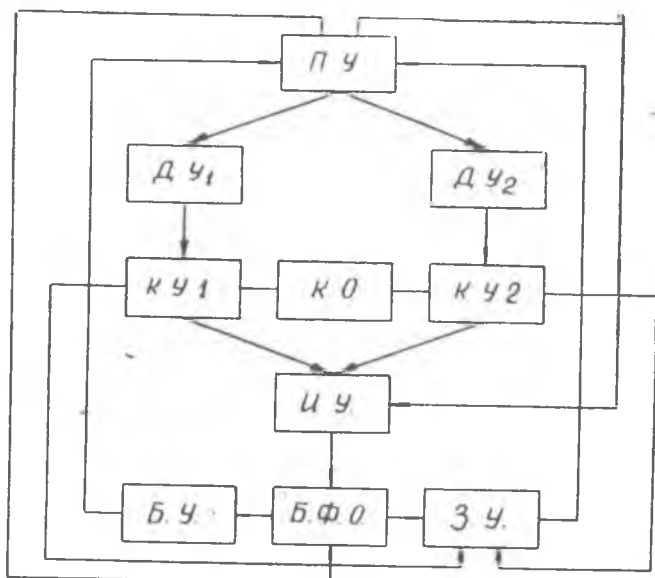 П У
Д У1
Д У2
К У 1
К О
К У 2
И У.
Б. У.
Б.Ф.О.
З У.